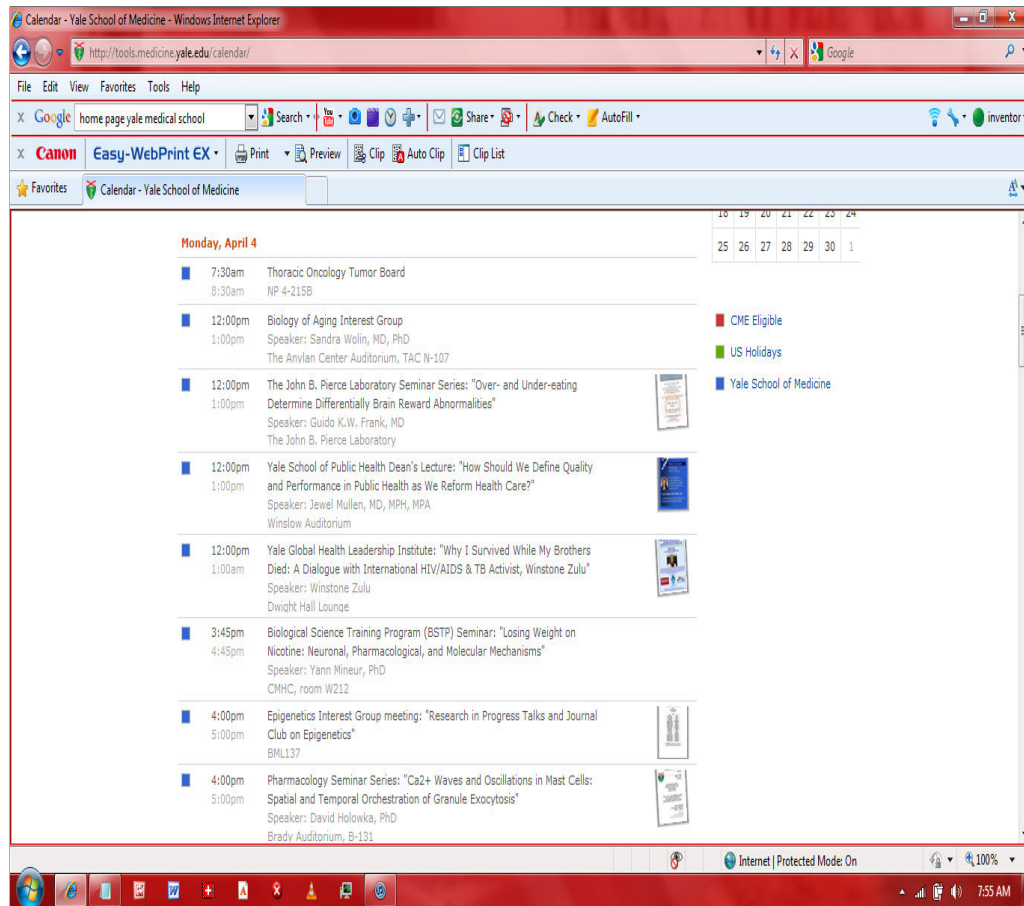 Calendar - Yale School of Medicine - Windows Internet Explorer
http://tools.medicine.yale.edu/calendar/
Google
File Edit View Favorites Tools Help
X Google home page yale medical school Search You Tube Share Check AutoFill inventor
x Canon Easy-WebPrint EX Print Preview Clip Auto Clip Clip List
Favorites Calendar - Yale School of Medicine
18 19 20 21 22 23 24
25 26 27 28 29 30 1
Monday, April 4
7:30am Thoracic Oncology Tumor Board
8:30am NP 4-215B
12:00pm Biology of Aging Interest Group
1:00pm Speaker: Sandra Wolin, MD, PhD
The Anylan Center Auditorium, TAC N-107
12:00pm The John B. Pierce Laboratory Seminar Series: "Over- and Under-eating
1:00pm Determine Differentially Brain Reward Abnormalities"
Speaker: Guido K.W. Frank, MD
The John B. Pierce Laboratory
12:00pm Yale School of Public Health Dean's Lecture: "How Should We Define Quality
1:00pm and Performance in Public Health as We Reform Health Care?"
Speaker: Jewel Mullen, MD, MPH, MPA
Winslow Auditorium
12:00pm Yale Global Health Leadership Institute: "Why I Survived While My Brothers
1:00am Died: A Dialogue with International HIV/AIDS & TB Activist, Winstone Zulu"
Speaker: Winstone Zulu
Dwight Hall Lounge
3:45pm Biological Science Training Program (BSTP) Seminar: "Losing Weight on
4:45pm Nicotine: Neuronal, Pharmacological, and Molecular Mechanisms"
Speaker: Yann Mineur, PhD
CMHC, room W212
4:00pm Epigenetics Interest Group meeting: "Research in Progress Talks and Journal
5:00pm Club on Epigenetics"
BML137
4:00pm Pharmacology Seminar Series: "Ca2+ Waves and Oscillations in Mast Cells:
5:00pm Spatial and Temporal Orchestration of Granule Exocytosis"
Speaker: David Holowka, PhD
Brady Auditorium, B-131
CME Eligible
US Holidays
Yale School of Medicine
Internet | Protected Mode: On 100%
7:55 AM